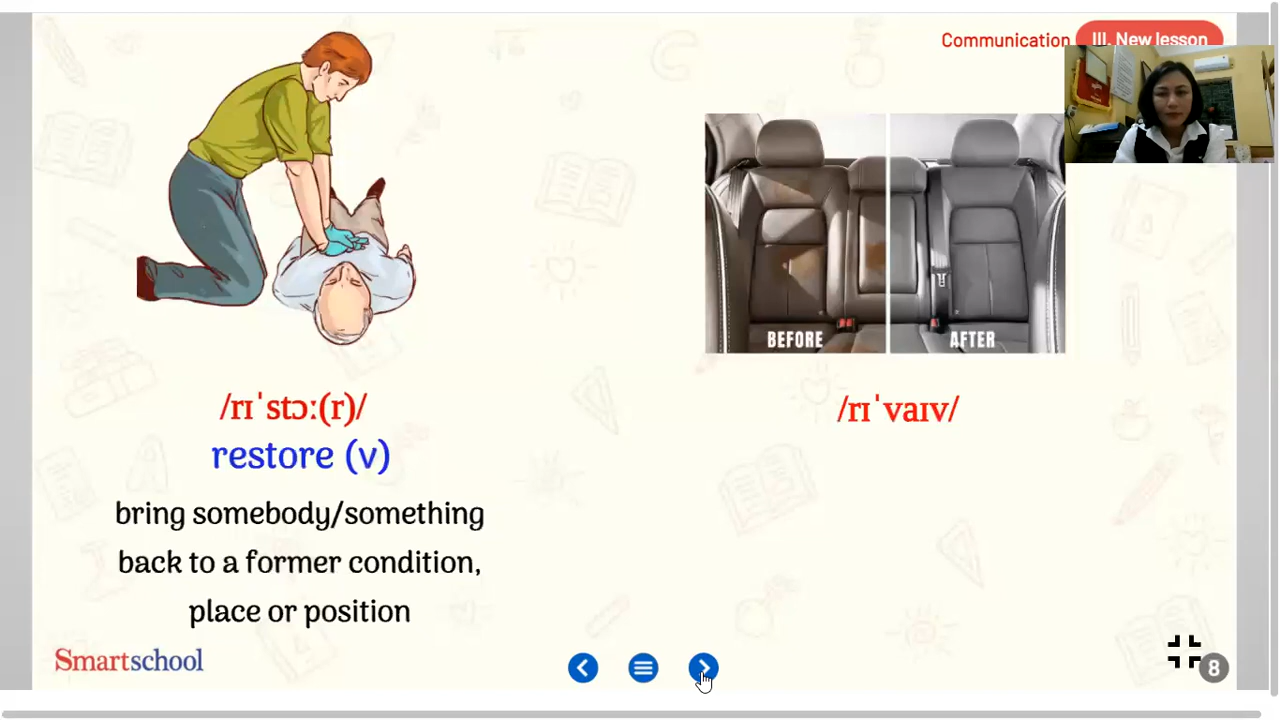 Communication
III. New lesson
BEFORE
AFTER
/rɪˈstɔː(r)/
restore (v)
bring somebody/something
back to a former condition,
place or position
/rɪˈvaɪv/
Smartschool
8